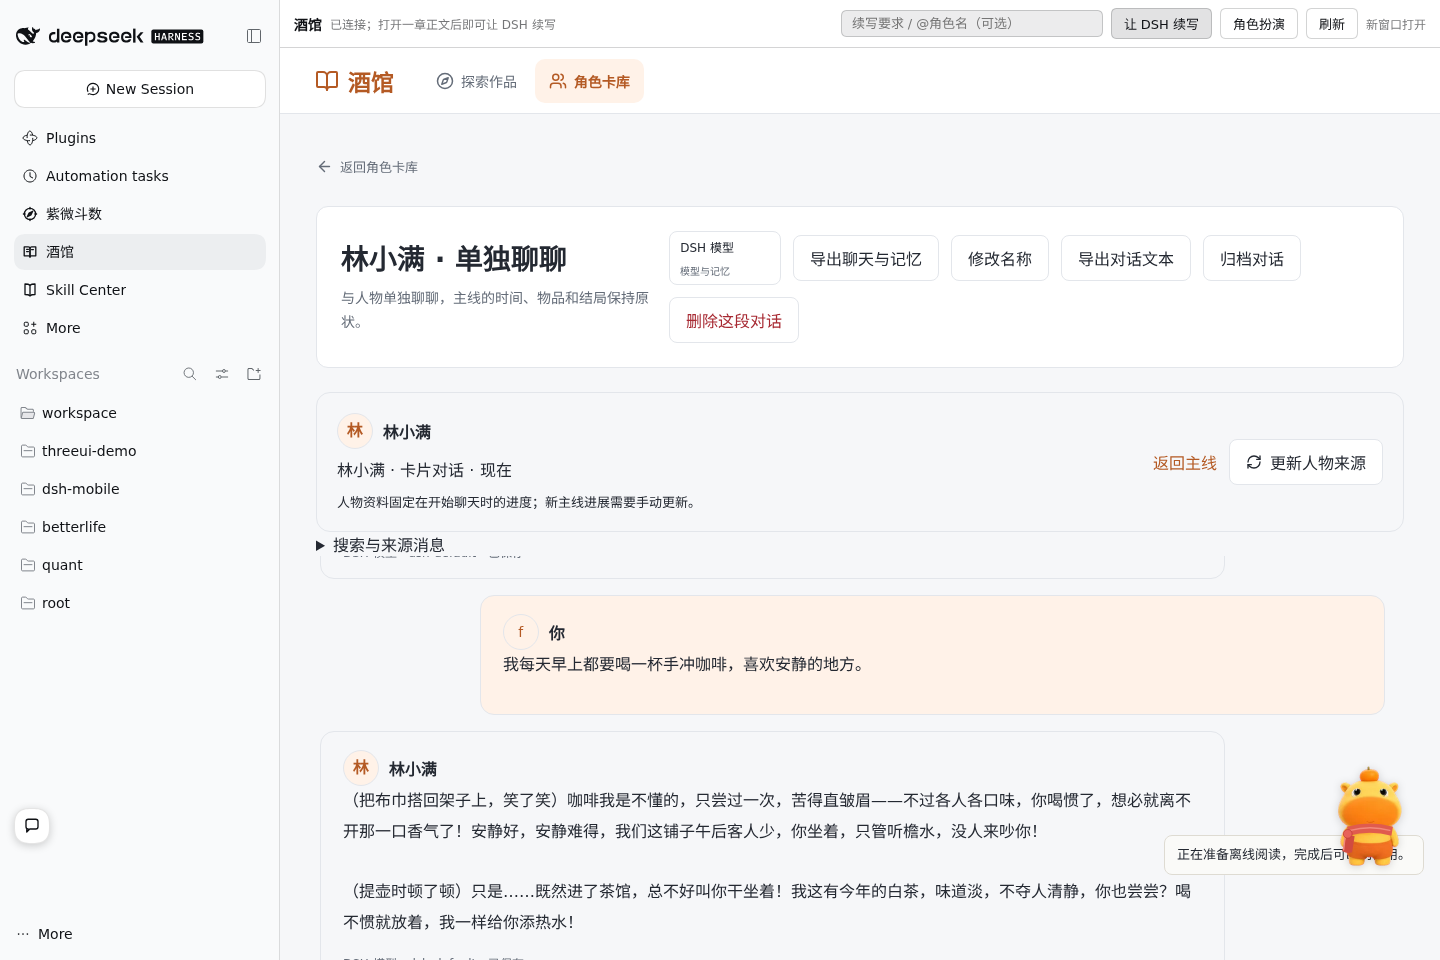 deepseek HARNESS
New Session
Plugins
Automation tasks
紫微斗数
酒馆
Skill Center
More
Workspaces
workspace
threeui-demo
dsh-mobile
betterlife
quant
root
More
酒馆 已连接；打开一章正文后即可让 DSH 续写
续写要求 / @角色名（可选）
让 DSH 续写
角色扮演
刷新
新窗口打开
酒馆
探索作品
角色卡库
返回角色卡库
林小满 · 单独聊聊
与人物单独聊聊，主线的时间、物品和结局保持原
状。
DSH 模型
模型与记忆
导出聊天与记忆
修改名称
导出对话文本
归档对话
删除这段对话
林 林小满
林小满 · 卡片对话 · 现在
人物资料固定在开始聊天时的进度；新主线进展需要手动更新。
返回主线
更新人物来源
搜索与来源消息
f 你
我每天早上都要喝一杯手冲咖啡，喜欢安静的地方。
林 林小满
（把布巾搭回架子上，笑了笑）咖啡我是不懂的，只尝过一次，苦得直皱眉——不过各人各口味，你喝惯了，想必就离不
开那一口香气了！安静好，安静难得，我们这铺子午后客人少，你坐着，只管听檐水，没人来吵你！
（提壶时顿了顿）只是……既然进了茶馆，总不好叫你干坐着！我这有今年的白茶，味道淡，不夺人清静，你也尝尝？喝
不惯就放着，我一样给你添热水！
正在准备离线阅读，完成后可
用。